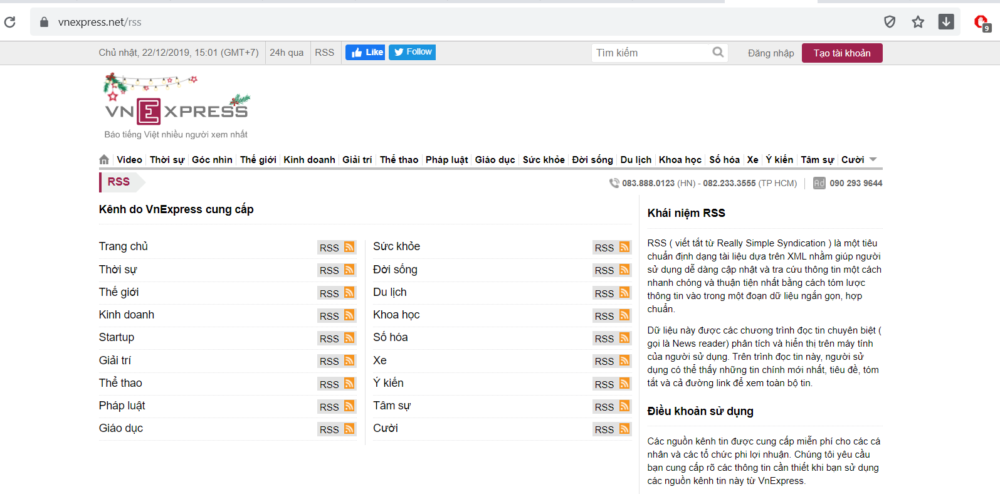 vnexpress.net/rss
9
Chủ nhật, 22/12/2019, 15:01 (GMT+7)
24h qua
RSS
Like
Follow
Tìm kiếm
Đăng nhập
Tạo tài khoản
VNEXPRESS
Báo tiếng Việt nhiều người xem nhất
Video Thời sự Góc nhìn Thế giới Kinh doanh Giải trí Thể thao Pháp luật Giáo dục Sức khỏe Đời sống Du lịch Khoa học Số hóa Xe Ý kiến Tâm sự Cười
RSS
083.888.0123 (HN) - 082.233.3555 (TP HCM)
Ad 090 293 9644
Kênh do VnExpress cung cấp
Trang chủ RSS
Thời sự RSS
Thế giới RSS
Kinh doanh RSS
Startup RSS
Giải trí RSS
Thể thao RSS
Pháp luật RSS
Giáo dục RSS
Sức khỏe RSS
Đời sống RSS
Du lịch RSS
Khoa học RSS
Số hóa RSS
Xe RSS
Ý kiến RSS
Tâm sự RSS
Cười RSS
Khái niệm RSS
RSS ( viết tắt từ Really Simple Syndication ) là một tiêu
chuẩn định dạng tài liệu dựa trên XML nhằm giúp người
sử dụng dễ dàng cập nhật và tra cứu thông tin một cách
nhanh chóng và thuận tiện nhất bằng cách tóm lược
thông tin vào trong một đoạn dữ liệu ngắn gọn, hợp
chuẩn.
Dữ liệu này được các chương trình đọc tin chuyên biệt (
gọi là News reader) phân tích và hiển thị trên máy tính
của người sử dụng. Trên trình đọc tin này, người sử
dụng có thể thấy những tin chính mới nhất, tiêu đề, tóm
tắt và cả đường link để xem toàn bộ tin.
Điều khoản sử dụng
Các nguồn kênh tin được cung cấp miễn phí cho các cá
nhân và các tổ chức phi lợi nhuận. Chúng tôi yêu cầu
bạn cung cấp rõ các thông tin cần thiết khi bạn sử dụng
các nguồn kênh tin này từ VnExpress.